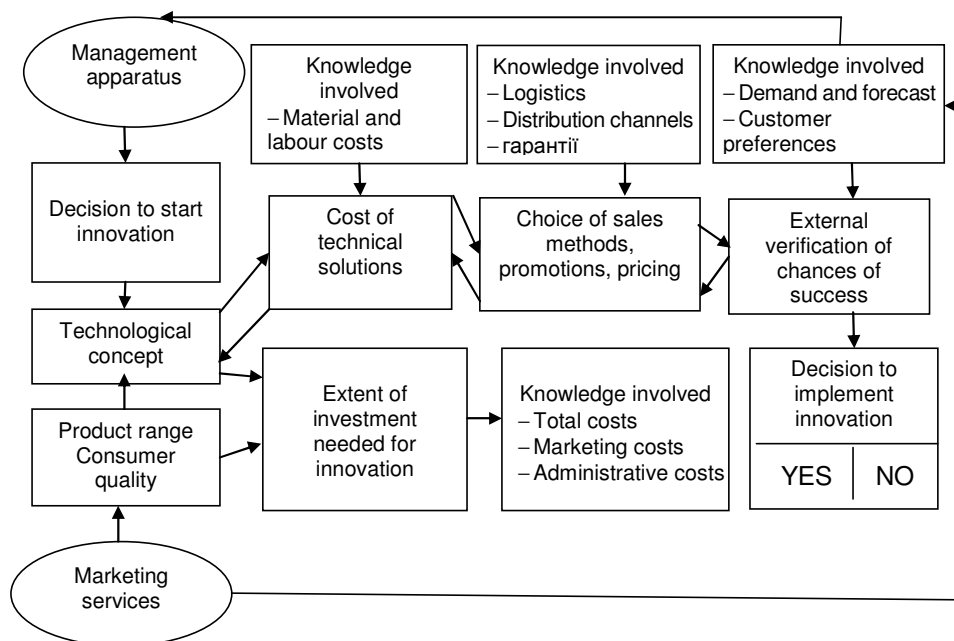 Management
apparatus
Knowledge
involved
– Material and
labour costs
Knowledge involved
– Logistics
– Distribution channels
– гарантії
Knowledge involved
– Demand and forecast
– Customer
preferences
Decision to start
innovation
Cost of
technical
solutions
Choice of sales
methods,
promotions, pricing
External
verification of
chances of
success
Technological
concept
Extent of
investment
needed for
innovation
Knowledge involved
– Total costs
– Marketing costs
– Administrative costs
Decision to
implement
innovation
YES
NO
Product range
Consumer
quality
Marketing
services